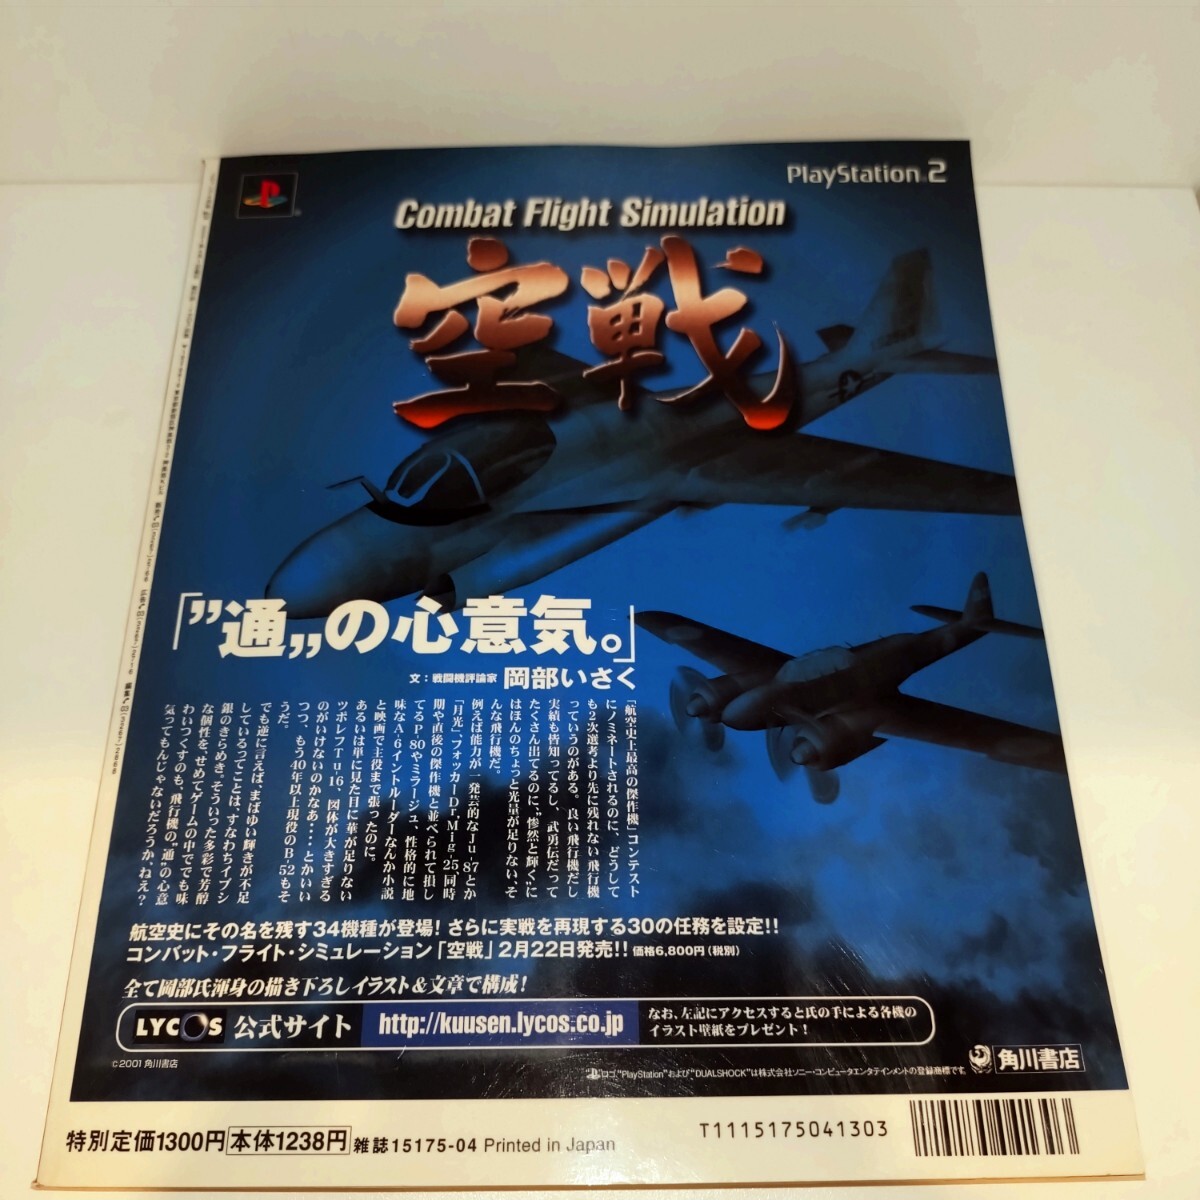 PlayStation 2
Combat Flight Simulation
空戦
「"通"の心意気。」
文：戦闘機評論家 岡部いさく
「航空史上最高の傑作機」コンテスト
にノミネートされるのに、どうして
も2次選考より先に残れない飛行機
っていうのがある。良い飛行機だし
実績も皆知ってるし、武勇伝だって
たくさん出てるのに、"燦然と輝く"に
はほんのちょっと光量が足りない、そ
んな飛行機だ。
例えば能力が一発芸的なJu-87とか
「月光」、フォッカーDr、Mig-25、同時
期や直後の傑作機と並べられて損し
てるP-80やミラージュ、性格的に地
味なA-6イントルーダーなんか小説
と映画で主役まで張ったのに。
あるいは単に見た目に華が足りない
ツポレフTu-16、図体が大きすぎる
のがいけないのかなぁ・・・・とかいい
つつ、もう40年以上現役のB-52もそ
うだ。
でも逆に言えば、まばゆい輝きが不足
しているってことは、すなわちイブシ
銀のきらめき。そういった多彩で芳醇
な個性を、せめてゲームの中ででも味
わいつくすのも、飛行機の"通"の心意
気ってもんじゃないだろうか、ねえ？
航空史にその名を残す34機種が登場! さらに実戦を再現する30の任務を設定!!
コンバット・フライト・シミュレーション「空戦」2月22日発売!! 価格6,800円（税別）
全て岡部氏渾身の描き下ろしイラスト&文章で構成!
LYCOS 公式サイト http://kuusen.lycos.co.jp
なお、左記にアクセスすると氏の手による各機の
イラスト壁紙をプレゼント!
©2001 角川書店
角川書店
ロゴ、"PlayStation"および"DUALSHOCK"は株式会社ソニー・コンピュータエンタテインメントの登録商標です。
特別定価1300円 本体1238円 雑誌15175-04 Printed in Japan
T1115175041303